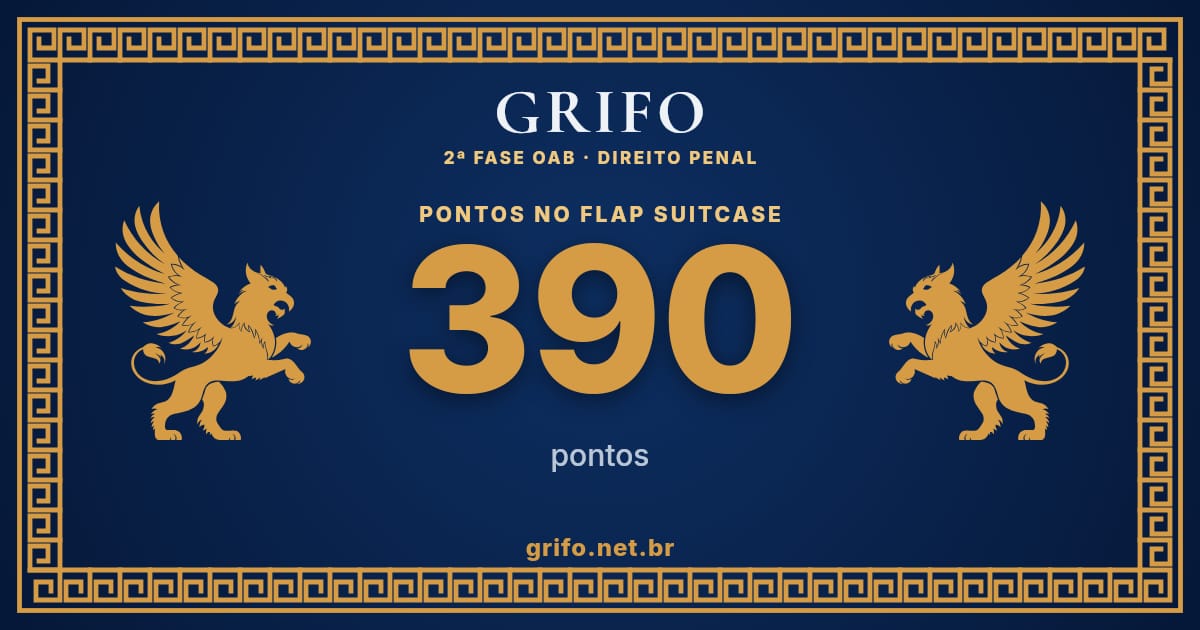 GRIFO
2ª FASE OAB · DIREITO PENAL
PONTOS NO FLAP SUITCASE
390
pontos
grifo.net.br